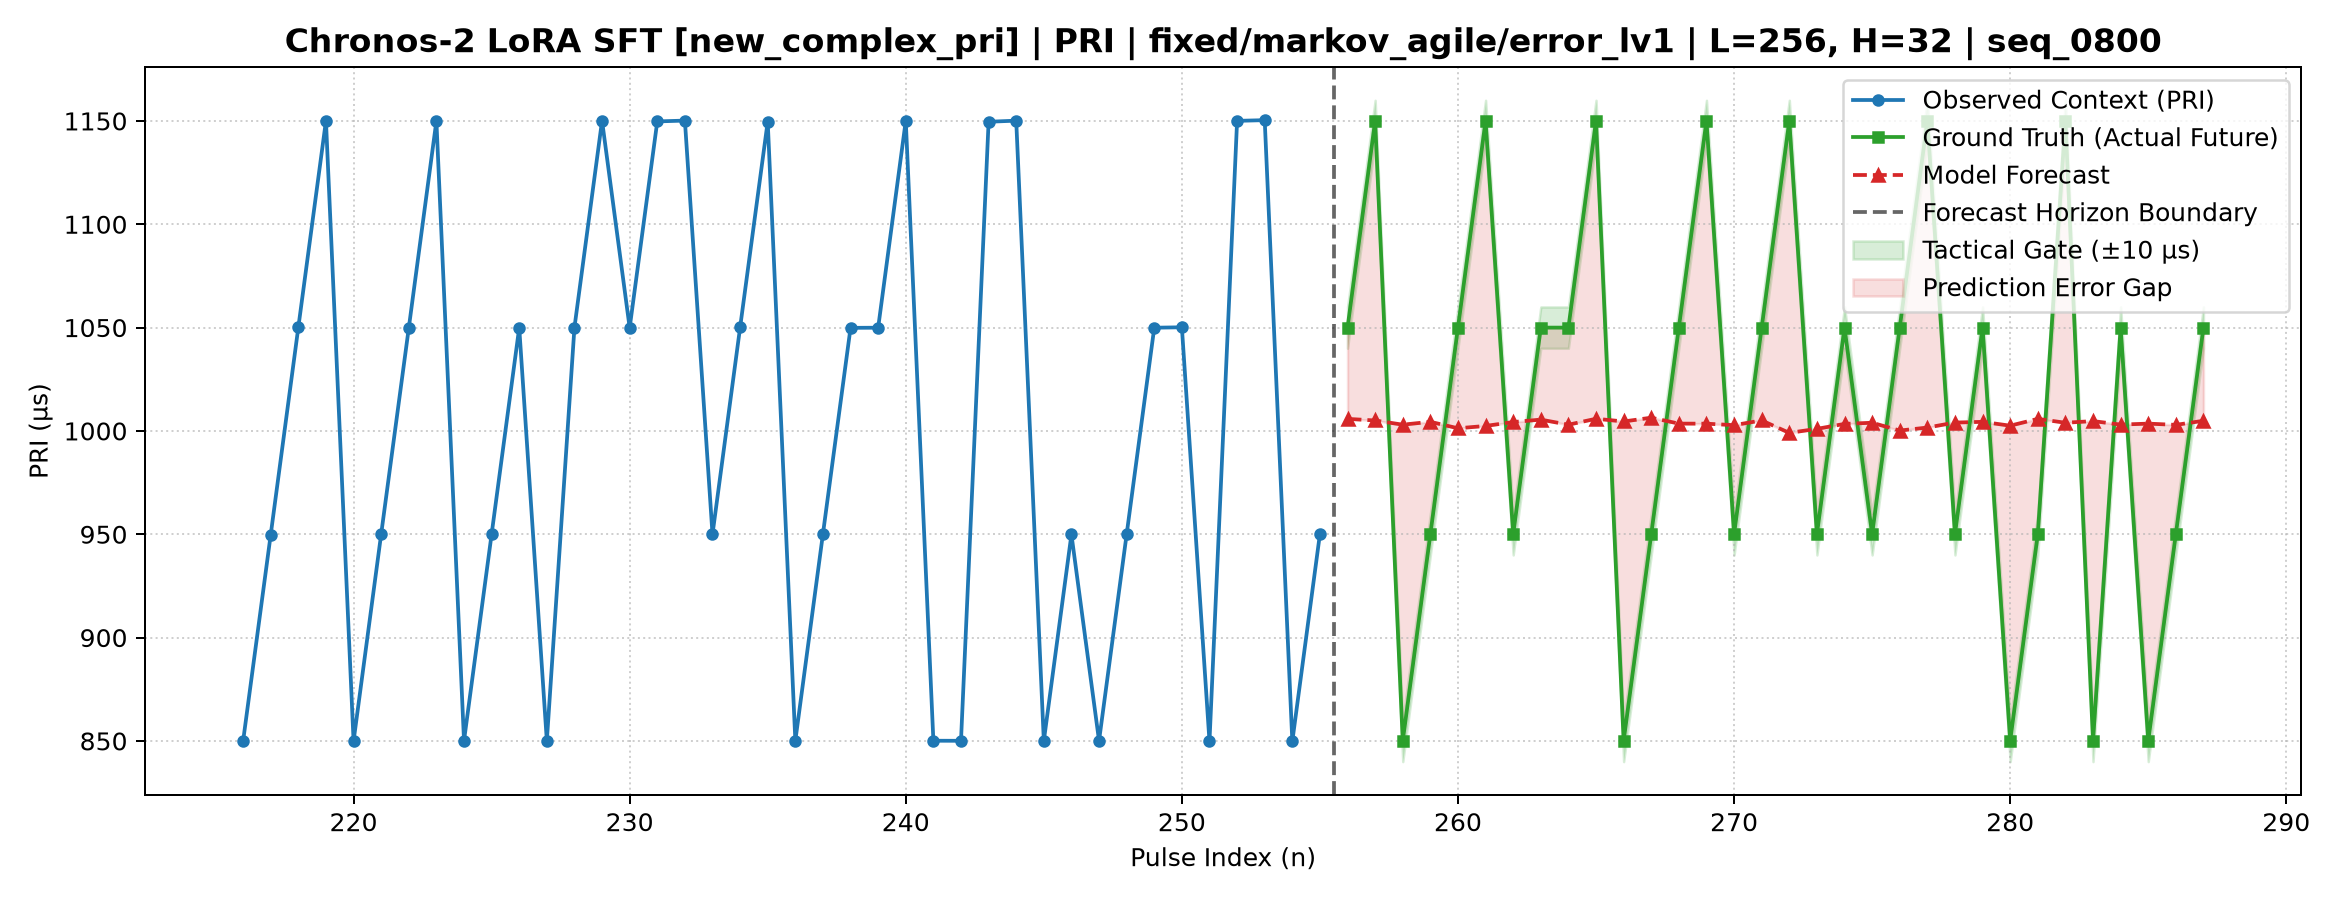 Chronos-2 LoRA SFT [new_complex_pri] | PRI | fixed/markov_agile/error_lv1 | L=256, H=32 | seq_0800
Observed Context (PRI)
Ground Truth (Actual Future)
Model Forecast
Forecast Horizon Boundary
Tactical Gate (±10 µs)
Prediction Error Gap
PRI (µs)
1150
1100
1050
1000
950
900
850
220
230
240
250
260
270
280
290
Pulse Index (n)